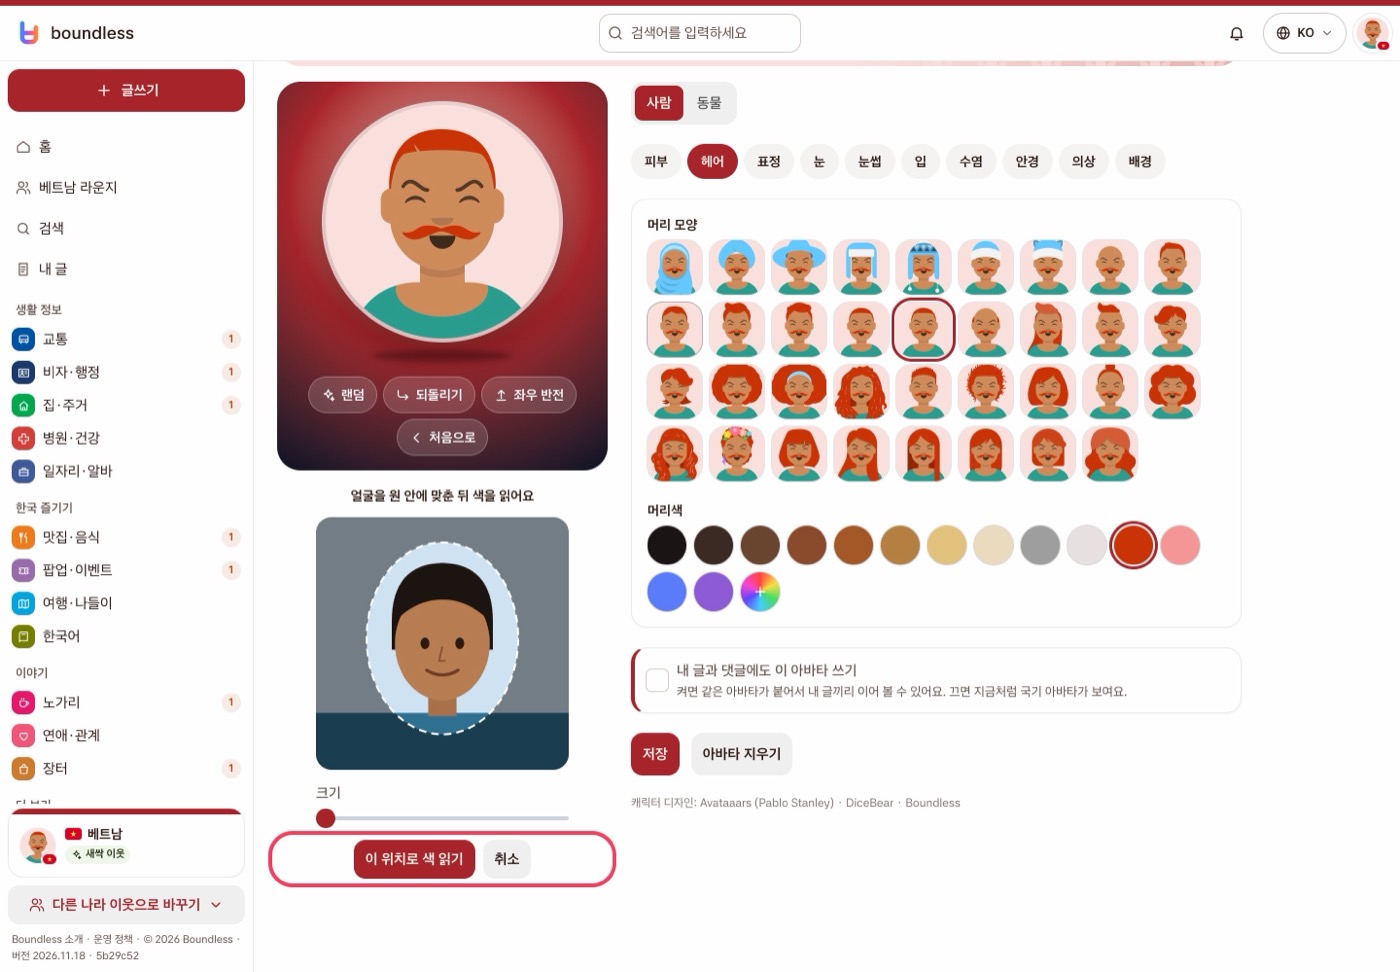 boundless
검색어를 입력하세요
KO
글쓰기
홈
베트남 라운지
검색
내 글
생활 정보
교통 1
비자·행정 1
집·주거 1
병원·건강
일자리·알바
한국 즐기기
맛집·음식 1
팝업·이벤트 1
여행·나들이
한국어
이야기
노가리 1
연애·관계
장터 1
베트남
새싹 이웃
다른 나라 이웃으로 바꾸기
Boundless 소개 · 운영 정책 · © 2026 Boundless ·
버전 2026.11.18 · 5b29c52
랜덤
되돌리기
좌우 반전
처음으로
얼굴을 원 안에 맞춘 뒤 색을 읽어요
크기
이 위치로 색 읽기
취소
사람
동물
피부
헤어
표정
눈
눈썹
입
수염
안경
의상
배경
머리 모양
머리색
내 글과 댓글에도 이 아바타 쓰기
켜면 같은 아바타가 붙어서 내 글끼리 이어 볼 수 있어요. 끄면 지금처럼 국기 아바타가 보여요.
저장
아바타 지우기
캐릭터 디자인: Avataaars (Pablo Stanley) · DiceBear · Boundless